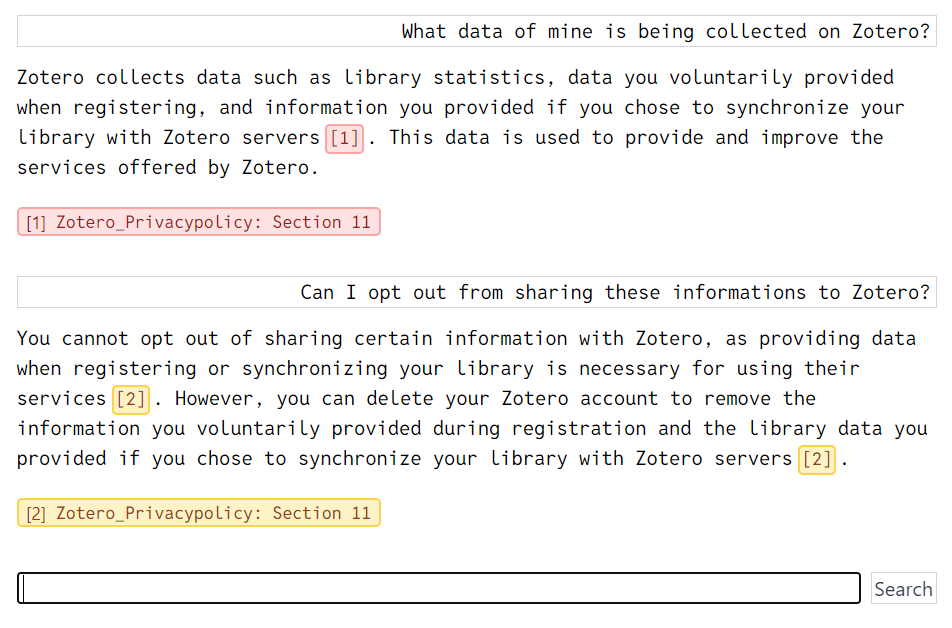 What data of mine is being collected on Zotero?
Zotero collects data such as library statistics, data you voluntarily provided
when registering, and information you provided if you chose to synchronize your
library with Zotero servers [1]. This data is used to provide and improve the
services offered by Zotero.
[1] Zotero_Privacypolicy: Section 11
Can I opt out from sharing these informations to Zotero?
You cannot opt out of sharing certain information with Zotero, as providing data
when registering or synchronizing your library is necessary for using their
services [2]. However, you can delete your Zotero account to remove the
information you voluntarily provided during registration and the library data you
provided if you chose to synchronize your library with Zotero servers [2].
[2] Zotero_Privacypolicy: Section 11
Search